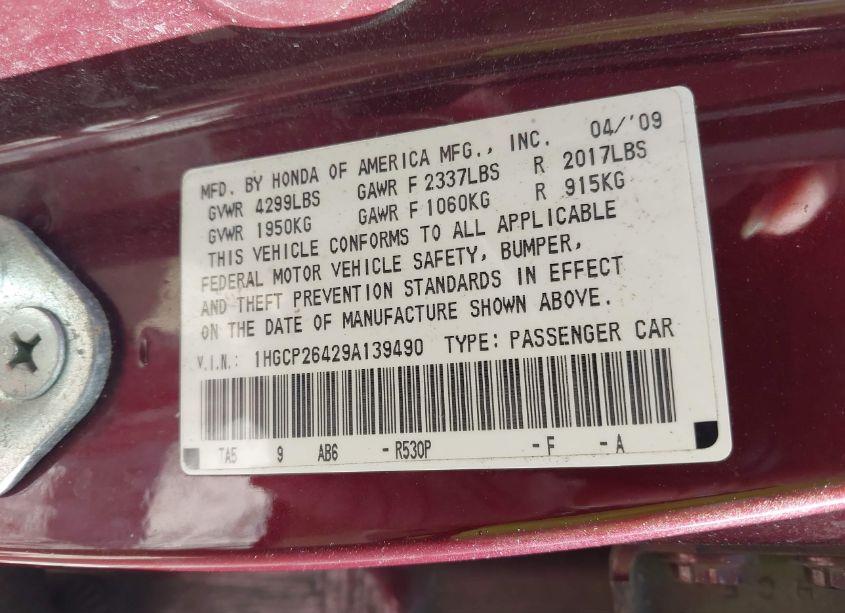 MFD. BY HONDA OF AMERICA MFG., INC. 04/'09
GVWR 4299LBS GAWR F 2337LBS R 2017LBS
GVWR 1950KG GAWR F 1060KG R 915KG
THIS VEHICLE CONFORMS TO ALL APPLICABLE
FEDERAL MOTOR VEHICLE SAFETY, BUMPER,
AND THEFT PREVENTION STANDARDS IN EFFECT
ON THE DATE OF MANUFACTURE SHOWN ABOVE.
V.I.N.: 1HGCP26429A139490 TYPE: PASSENGER CAR
TA5 9 AB6 - R530P - F - A